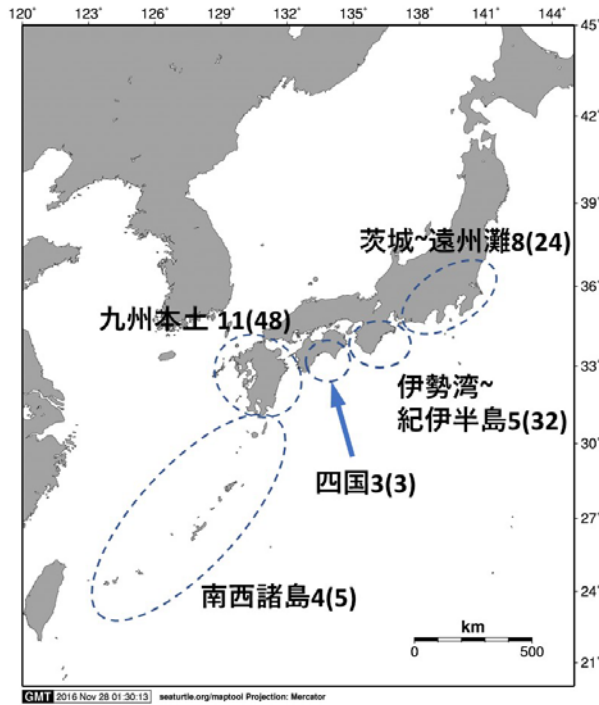 120° 123° 126° 129° 132° 135° 138° 141° 144°
45°
42°
39°
茨城~遠州灘8(24)
36°
九州本土 11(48)
33°
伊勢湾~
紀伊半島5(32)
30°
四国3(3)
27°
南西諸島4(5)
24°
km
0 500
21°
GMT 2016 Nov 28 01:30:13 seaturtle.org/maptool Projection: Mercator